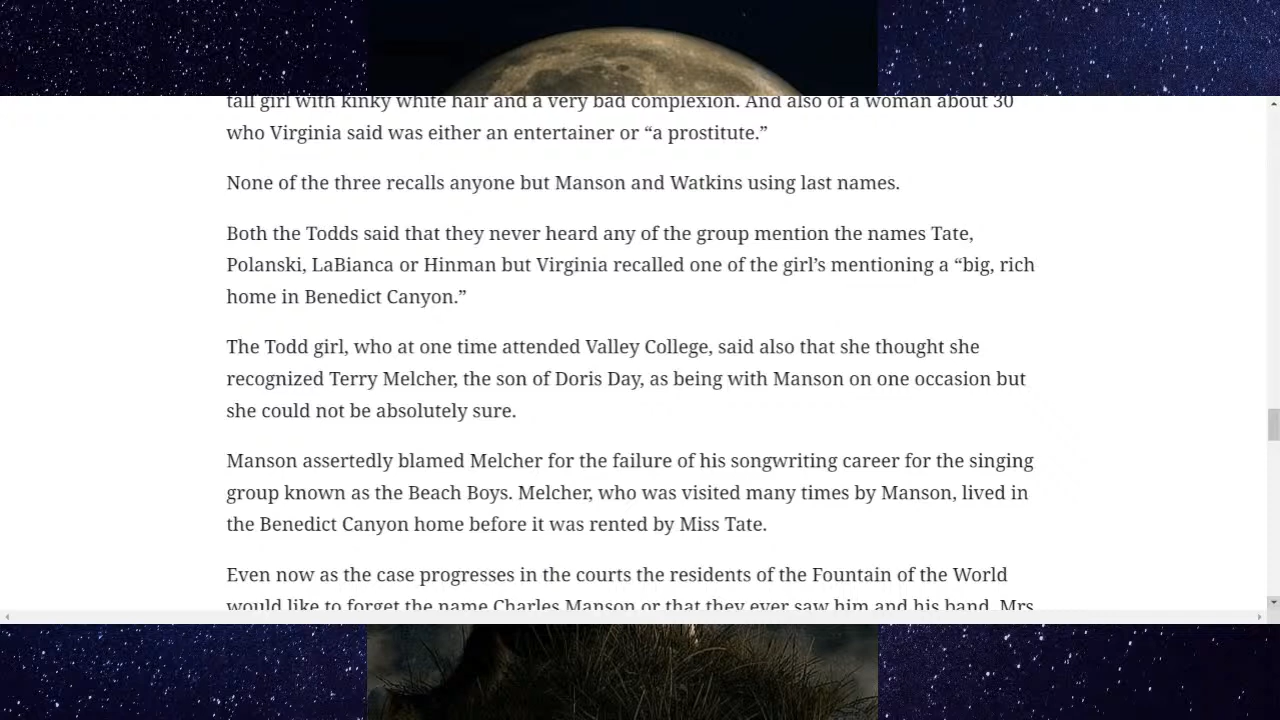 tall girl with kinky white hair and a very bad complexion. And also of a woman about 30
who Virginia said was either an entertainer or “a prostitute.”
None of the three recalls anyone but Manson and Watkins using last names.
Both the Todds said that they never heard any of the group mention the names Tate,
Polanski, LaBianca or Hinman but Virginia recalled one of the girl’s mentioning a “big, rich
home in Benedict Canyon.”
The Todd girl, who at one time attended Valley College, said also that she thought she
recognized Terry Melcher, the son of Doris Day, as being with Manson on one occasion but
she could not be absolutely sure.
Manson assertedly blamed Melcher for the failure of his songwriting career for the singing
group known as the Beach Boys. Melcher, who was visited many times by Manson, lived in
the Benedict Canyon home before it was rented by Miss Tate.
Even now as the case progresses in the courts the residents of the Fountain of the World
would like to forget the name Charles Manson or that they ever saw him and his band. Mrs